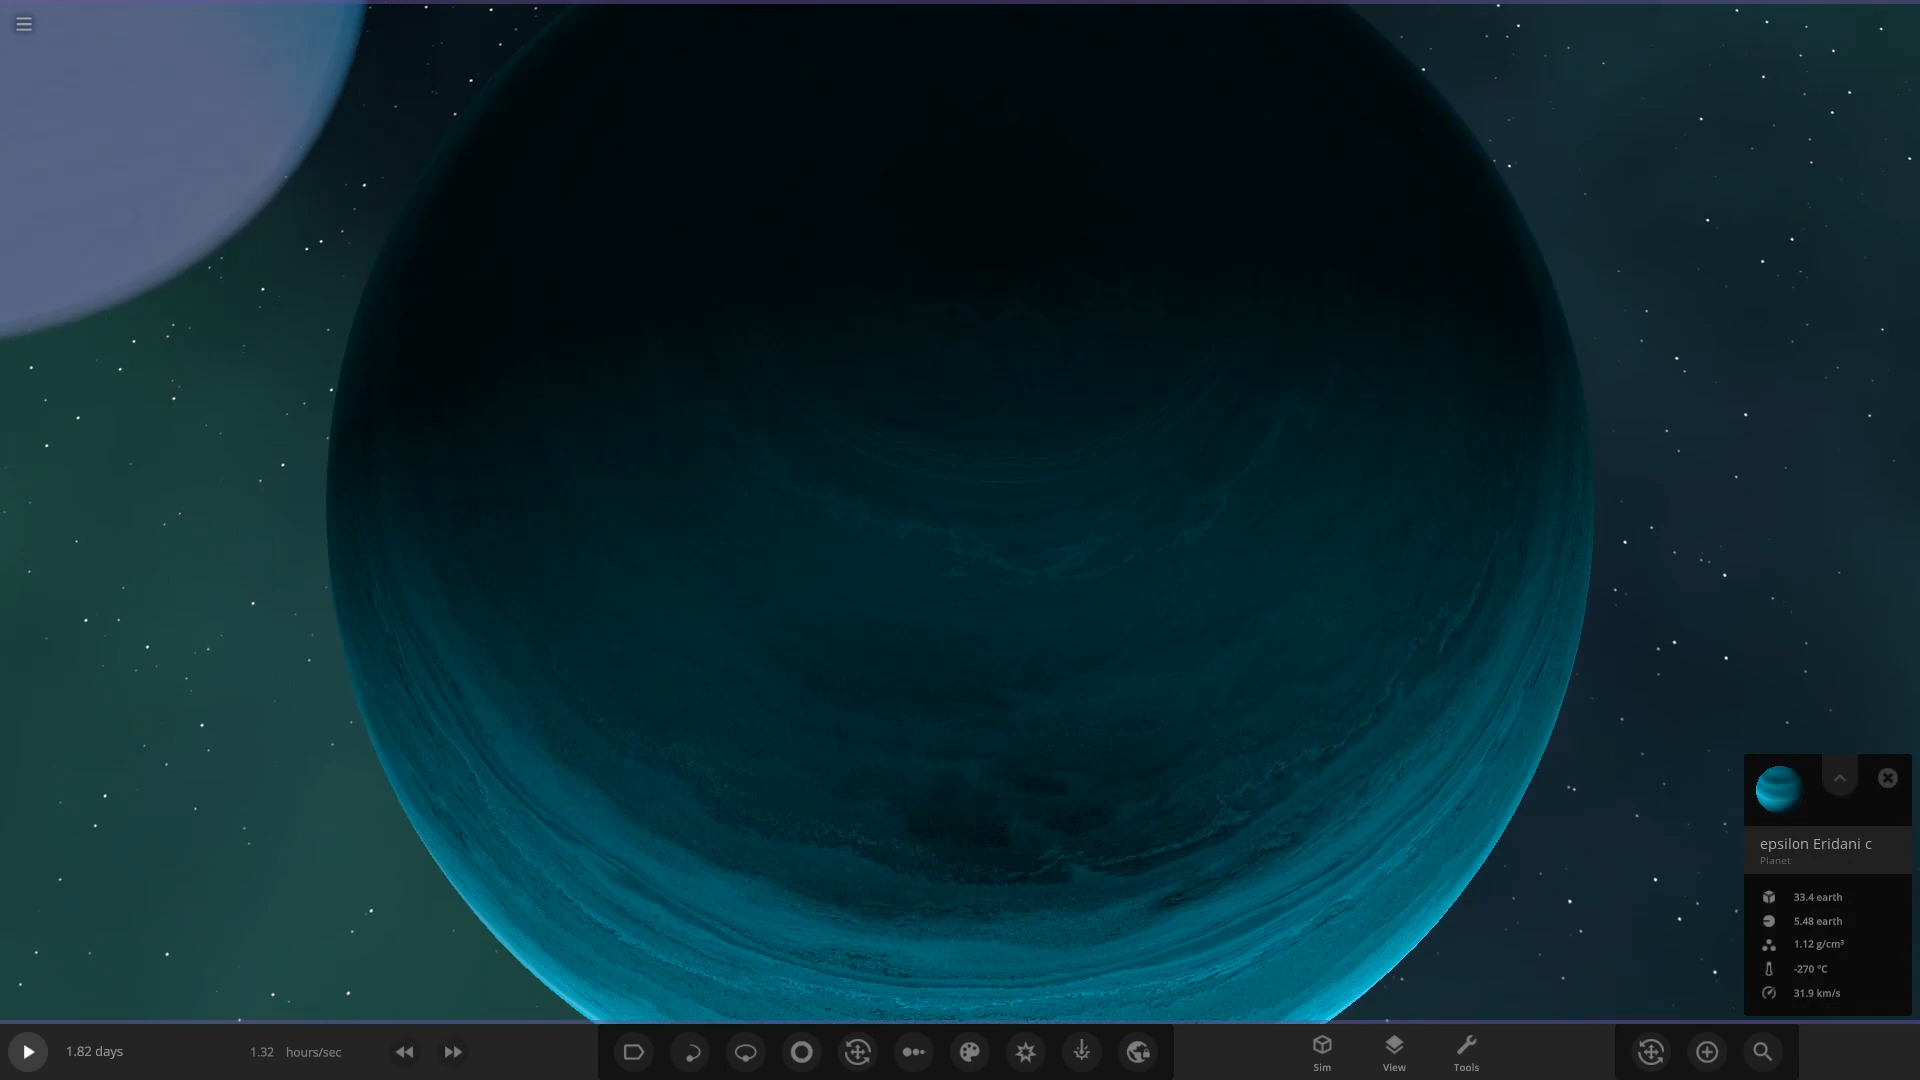 epsilon Eridani c
Planet
33.4 earth
5.48 earth
1.12 g/cm³
-270 °C
31.9 km/s
1.82 days
1.32 hours/sec
Sim
View
Tools